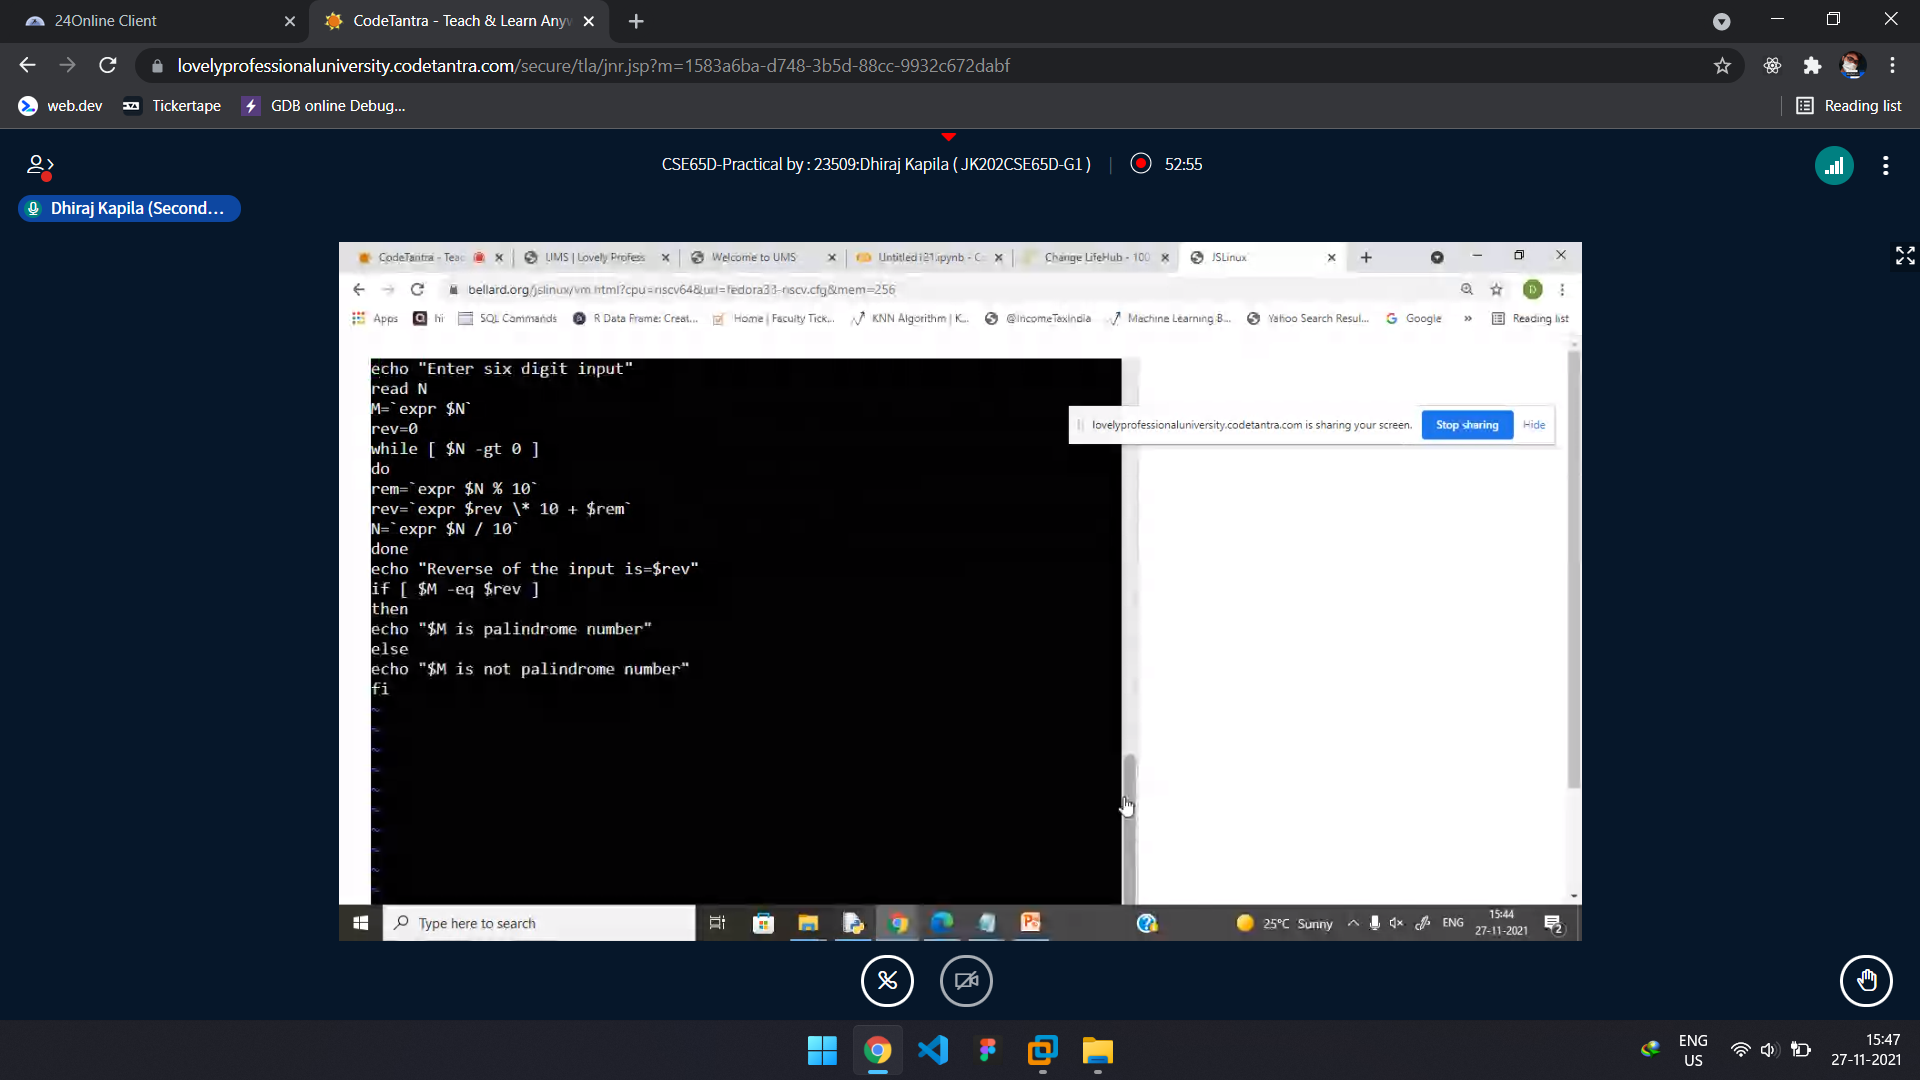 24Online Client
CodeTantra - Teach & Learn Any
lovelyprofessionaluniversity.codetantra.com/secure/tla/jnr.jsp?m=1583a6ba-d748-3b5d-88cc-9932c672dabf
web.dev Tickertape GDB online Debug... Reading list
CSE65D-Practical by : 23509:Dhiraj Kapila ( JK202CSE65D-G1 ) | 52:55
Dhiraj Kapila (Second...
CodeTantra - Tea UMS | Lovely Profess Welcome to UMS Change LifeHub - 100 JSLinux
bellard.org/jslinux/vm.html?cpu=riscv64&url=fedora33-riscv.cfg&mem=256
Apps hi SQL Commands R Data Frame: Creat... Home | Faculty Tick... KNN Algorithm | K... @IncomeTaxIndia Machine Learning B... Yahoo Search Resul... Google » Reading list
echo "Enter six digit input"
read N
M=`expr $N`
lovelyprofessionaluniversity.codetantra.com is sharing your screen. Stop sharing Hide
rev=0
while [ $N -gt 0 ]
do
rem=`expr $N % 10`
rev=`expr $rev \* 10 + $rem`
N=`expr $N / 10`
done
echo "Reverse of the input is=$rev"
if [ $M -eq $rev ]
then
echo "$M is palindrome number"
else
echo "$M is not palindrome number"
fi
~
~
~
~
~
~
~
~
~
~
Type here to search 25°C Sunny ENG 15:44
27-11-2021 2
ENG 15:47
US 27-11-2021